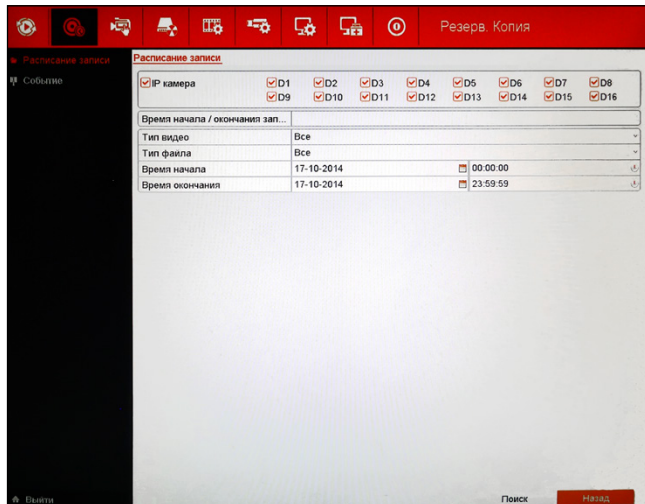 Резерв. Копия
Расписание записи
Событие
Расписание записи
IP камера D1 D2 D3 D4 D5 D6 D7 D8
D9 D10 D11 D12 D13 D14 D15 D16
Время начала / окончания зап...
Тип видео Все
Тип файла Все
Время начала 17-10-2014 00:00:00
Время окончания 17-10-2014 23:59:59
Выйти Поиск Назад